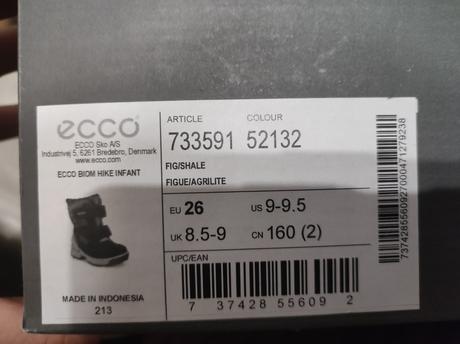 ecco
ECCO Sko A/S
Industrivej 5, 6261 Bredebro, Denmark
www.ecco.com
ECCO BIOM HIKE INFANT
MADE IN INDONESIA
213
ARTICLE COLOUR
733591 52132
FIG/SHALE
FIGUE/AGRILITE
EU 26 US 9-9.5
UK 8.5-9 CN 160 (2)
UPC/EAN
7 37428 55609 2
7374285560927000471279238